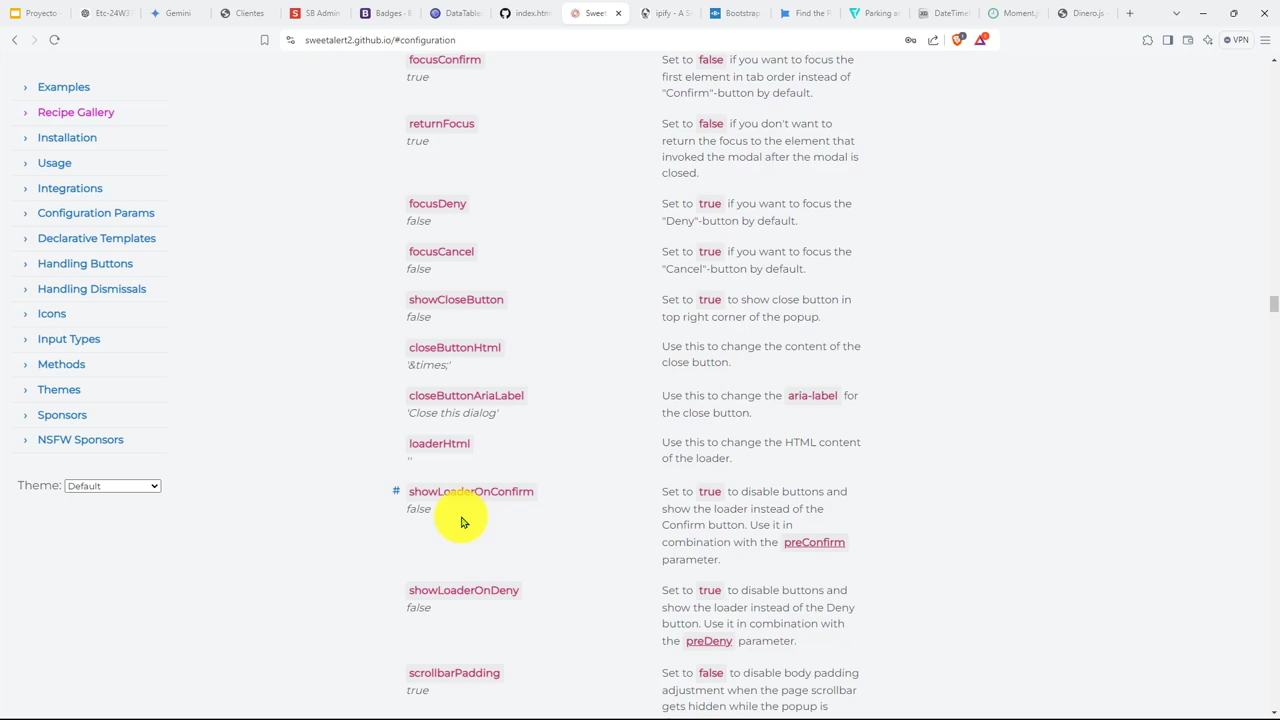 Proyecto
Etc-24W37
Gemini
Clientes
SB Admin
Badges - B
DataTable
index.htm
Sweet
ipify - A S
Bootstrap
Find the P
Parking a
DateTime
Moment.j
Dinero.js -
sweetalert2.github.io/#configuration
VPN
› Examples
› Recipe Gallery
› Installation
› Usage
› Integrations
› Configuration Params
› Declarative Templates
› Handling Buttons
› Handling Dismissals
› Icons
› Input Types
› Methods
› Themes
› Sponsors
› NSFW Sponsors
Theme: Default
focusConfirm
true
Set to false if you want to focus the
first element in tab order instead of
"Confirm"-button by default.
returnFocus
true
Set to false if you don't want to
return the focus to the element that
invoked the modal after the modal is
closed.
focusDeny
false
Set to true if you want to focus the
"Deny"-button by default.
focusCancel
false
Set to true if you want to focus the
"Cancel"-button by default.
showCloseButton
false
Set to true to show close button in
top right corner of the popup.
closeButtonHtml
'&times;'
Use this to change the content of the
close button.
closeButtonAriaLabel
'Close this dialog'
Use this to change the aria-label for
the close button.
loaderHtml
''
Use this to change the HTML content
of the loader.
# showLoaderOnConfirm
false
Set to true to disable buttons and
show the loader instead of the
Confirm button. Use it in
combination with the preConfirm
parameter.
showLoaderOnDeny
false
Set to true to disable buttons and
show the loader instead of the Deny
button. Use it in combination with
the preDeny parameter.
scrollbarPadding
true
Set to false to disable body padding
adjustment when the page scrollbar
gets hidden while the popup is